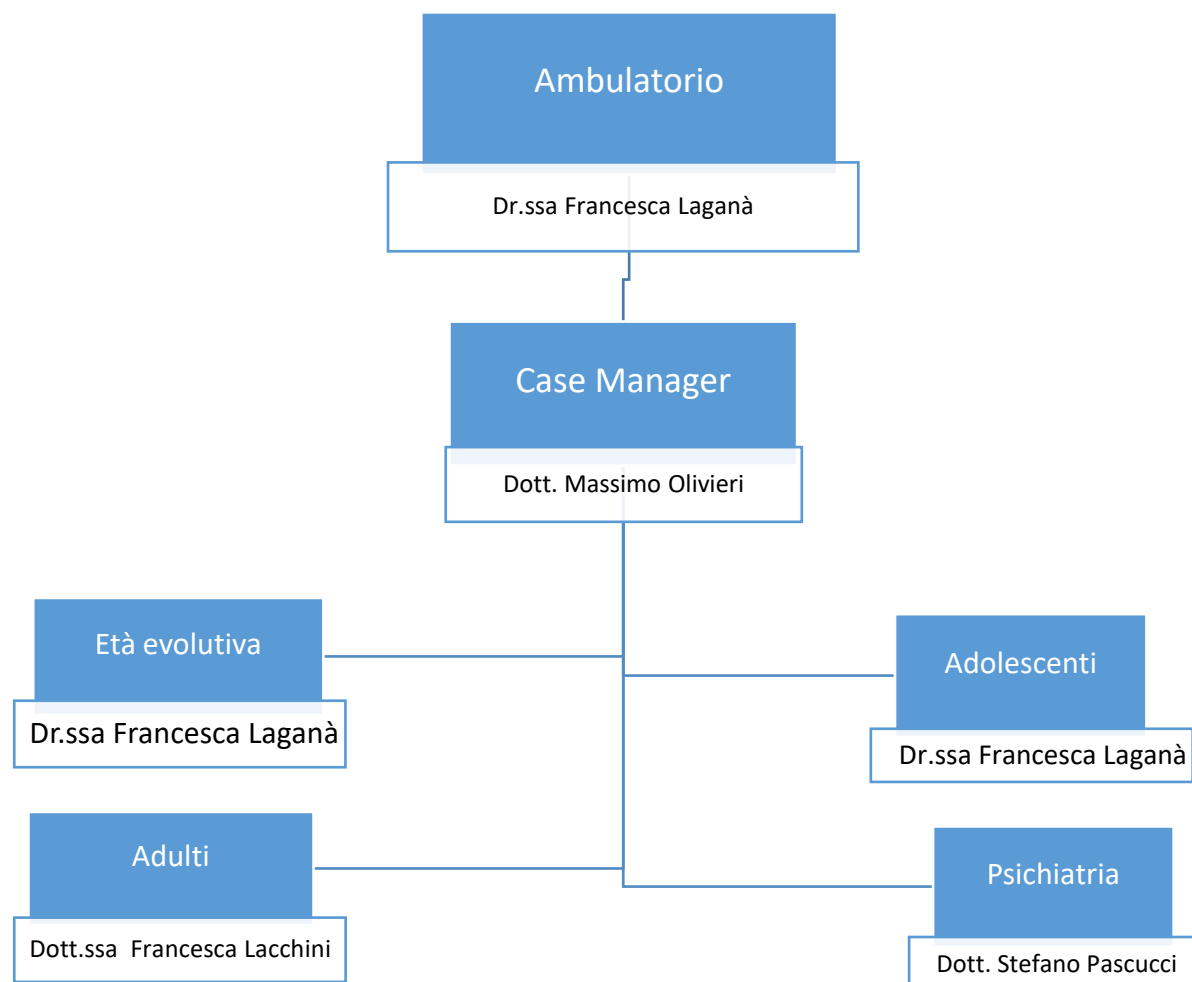 Ambulatorio
Dr.ssa Francesca Laganà
Case Manager
Dott. Massimo Olivieri
Età evolutiva
Dr.ssa Francesca Laganà
Adolescenti
Dr.ssa Francesca Laganà
Adulti
Dott.ssa  Francesca Lacchini
Psichiatria
Dott. Stefano Pascucci